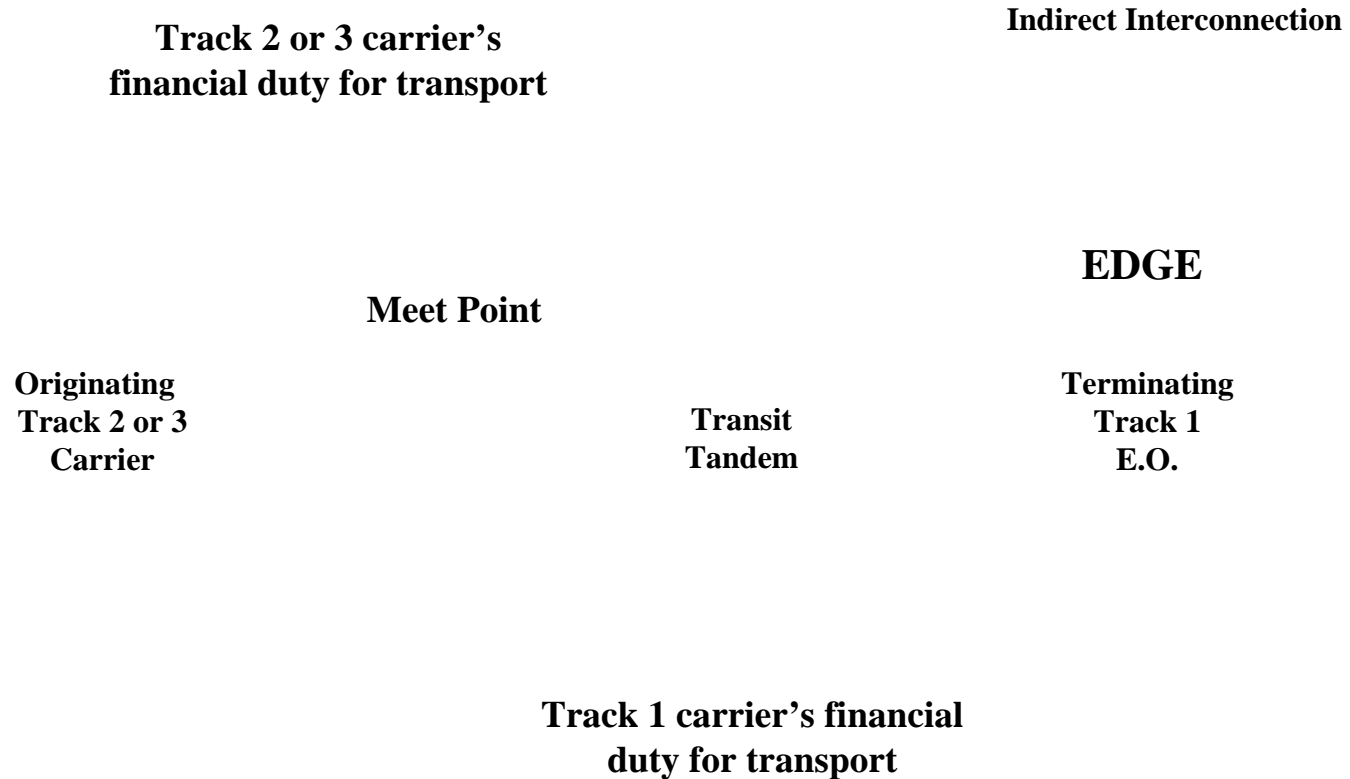 Indirect Interconnection
Track 2 or 3 carrier’s
financial duty for transport
EDGE
Meet Point
Originating
Track 2 or 3
Carrier
Transit
Tandem
Terminating
Track 1
E.O.
Track 1 carrier’s financial
duty for transport